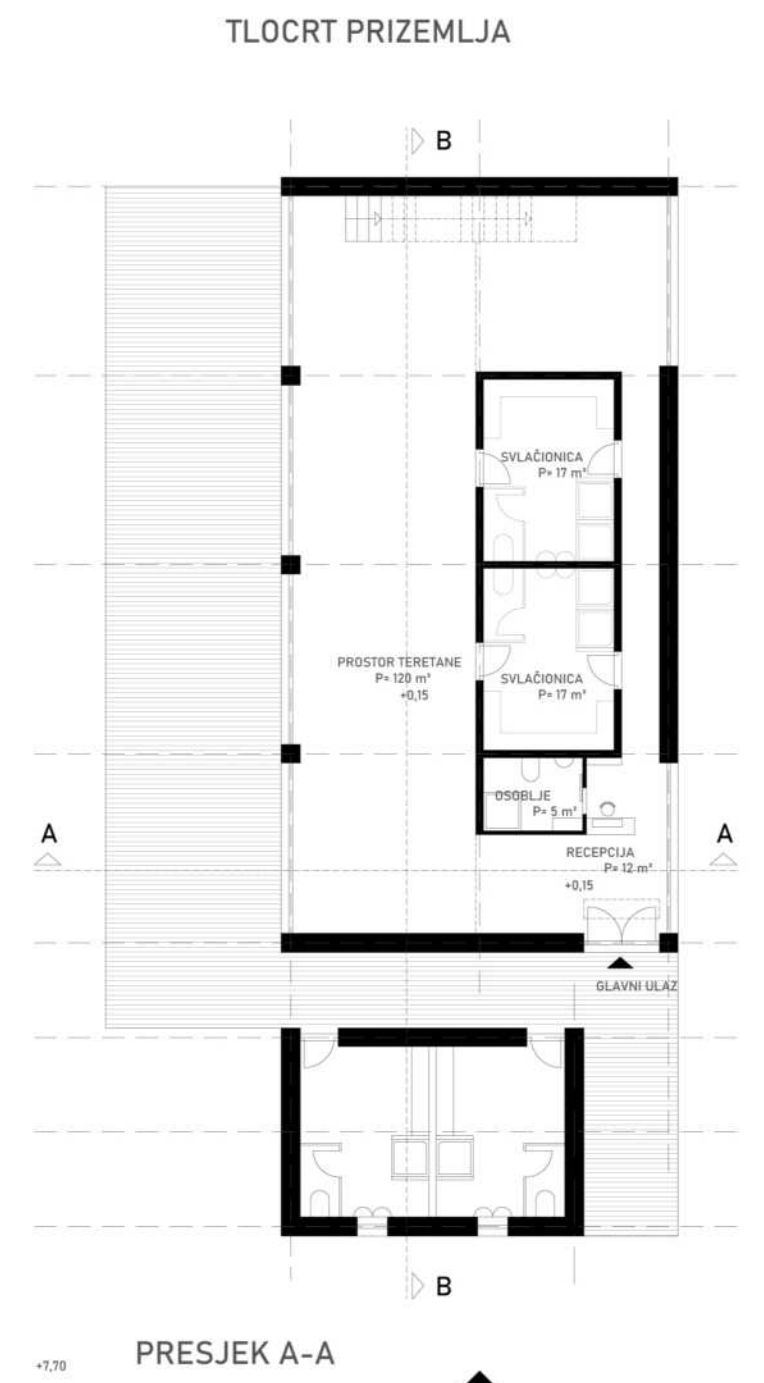 TLOCRT PRIZEMLJA
B
SVLAČIONICA
P= 17 m²
PROSTOR TERETANE
P= 120 m²
+0,15
SVLAČIONICA
P= 17 m²
OSOBLJE
P= 5 m²
A
A
RECEPCIJA
P= 12 m²
+0,15
GLAVNI ULAZ
B
PRESJEK A-A
+7,70